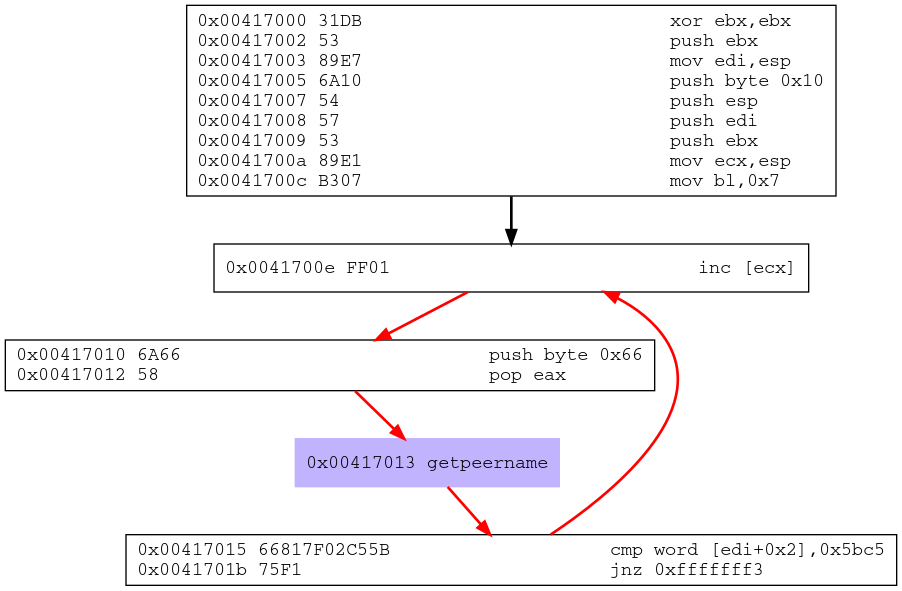 0x00417000 31DB xor ebx,ebx
0x00417002 53 push ebx
0x00417003 89E7 mov edi,esp
0x00417005 6A10 push byte 0x10
0x00417007 54 push esp
0x00417008 57 push edi
0x00417009 53 push ebx
0x0041700a 89E1 mov ecx,esp
0x0041700c B307 mov bl,0x7
0x0041700e FF01 inc [ecx]
0x00417010 6A66 push byte 0x66
0x00417012 58 pop eax
0x00417013 getpeername
0x00417015 66817F02C55B cmp word [edi+0x2],0x5bc5
0x0041701b 75F1 jnz 0xfffffff3